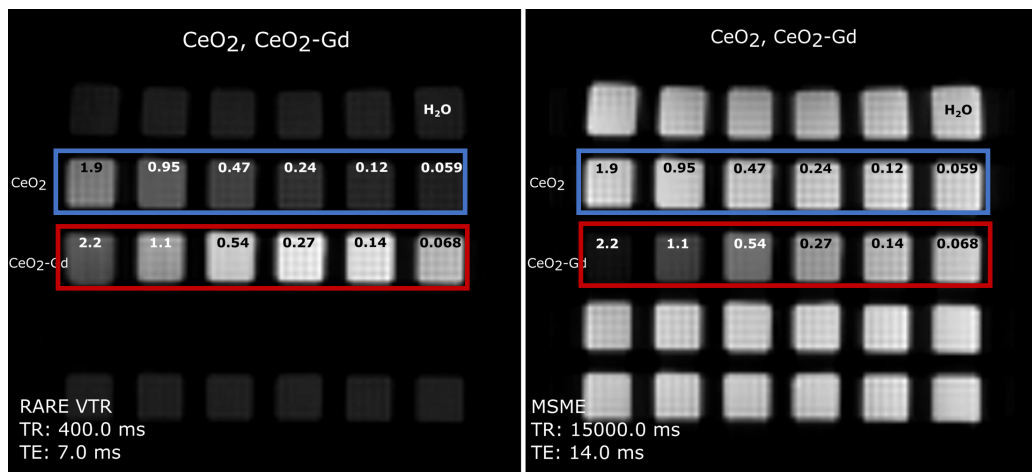 CeO₂, CeO₂-Gd
H₂O
CeO₂ 1.9 0.95 0.47 0.24 0.12 0.059
CeO₂-Gd 2.2 1.1 0.54 0.27 0.14 0.068
RARE VTR
TR: 400.0 ms
TE: 7.0 ms
CeO₂, CeO₂-Gd
H₂O
CeO₂ 1.9 0.95 0.47 0.24 0.12 0.059
CeO₂-Gd 2.2 1.1 0.54 0.27 0.14 0.068
MSME
TR: 15000.0 ms
TE: 14.0 ms